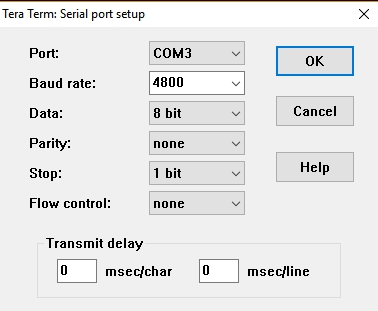 Tera Term: Serial port setup
Port: COM3 OK
Baud rate: 4800
Data: 8 bit Cancel
Parity: none
Stop: 1 bit Help
Flow control: none
Transmit delay
0 msec/char 0 msec/line